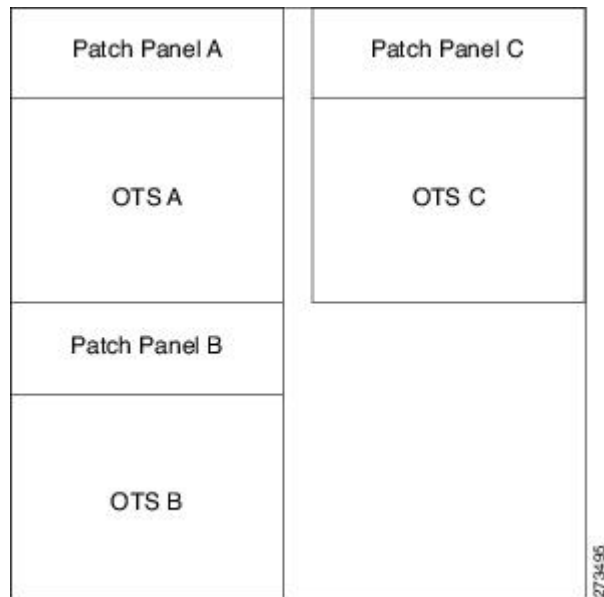 Patch Panel A
OTS A
Patch Panel B
OTS B
Patch Panel C
OTS C
273495